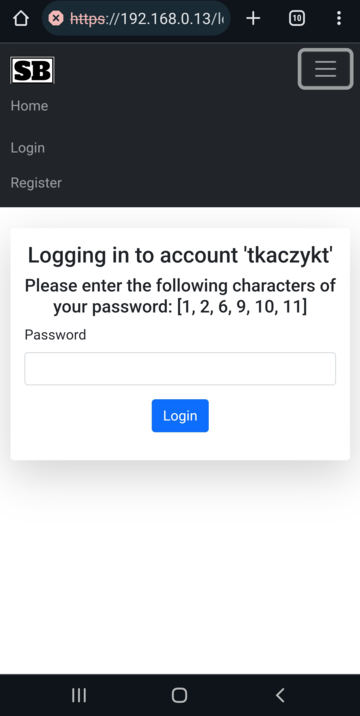 https://192.168.0.13/l
10
SB
Home
Login
Register
Logging in to account 'tkaczykt'
Please enter the following characters of
your password: [1, 2, 6, 9, 10, 11]
Password
Login